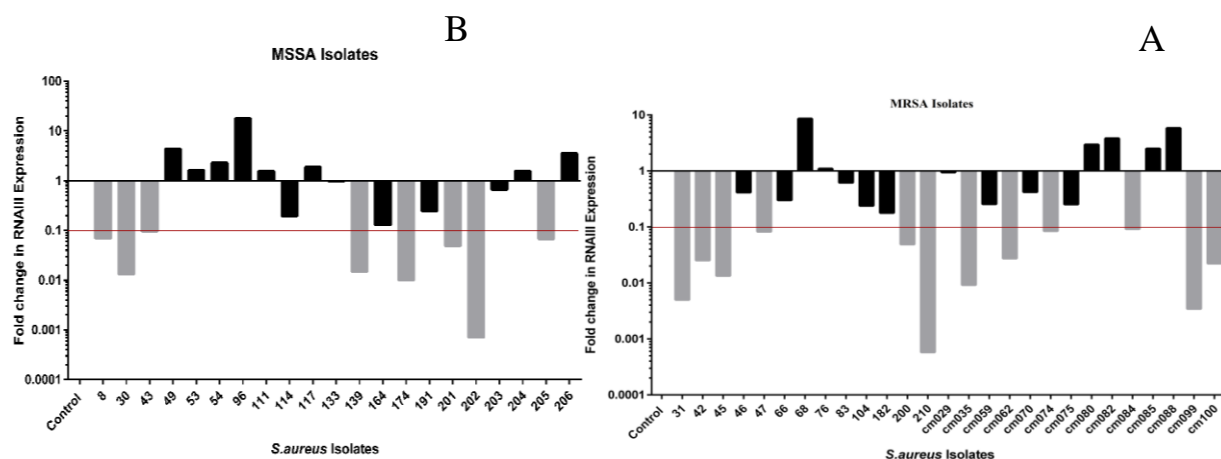 B
MSSA Isolates
Fold change in RNAIII Expression
100
10
1
0.1
0.01
0.001
0.0001
Control 8 30 43 49 53 54 96 111 114 117 133 139 164 174 191 201 202 203 204 205 206
S.aureus Isolates
A
MRSA Isolates
Fold change in RNAIII Expression
10
1
0.1
0.01
0.001
0.0001
Control 31 42 45 46 47 66 68 76 83 104 182 200 210 cm029 cm035 cm059 cm062 cm070 cm074 cm075 cm080 cm082 cm084 cm085 cm088 cm099 cm100
S.aureus Isolates